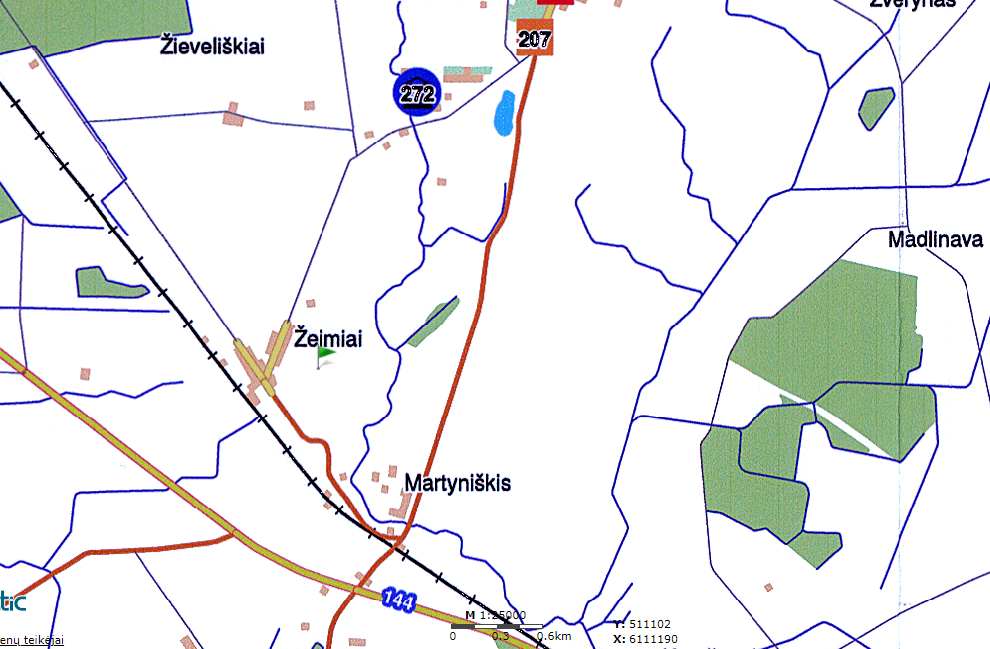 Žvėrynas
Žieveliškiai
207
272
Madlinava
Žeimiai
Martyniškis
tic
144
M 1:25000
0 0.3 0.6km
Y: 511102
X: 6111190
enų teikėjai